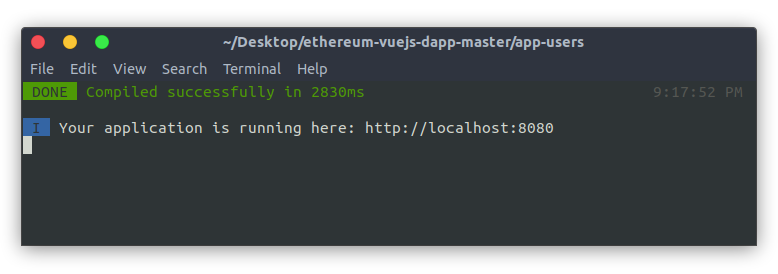 ~/Desktop/ethereum-vuejs-dapp-master/app-users
File Edit View Search Terminal Help
DONE Compiled successfully in 2830ms 9:17:52 PM
I Your application is running here: http://localhost:8080